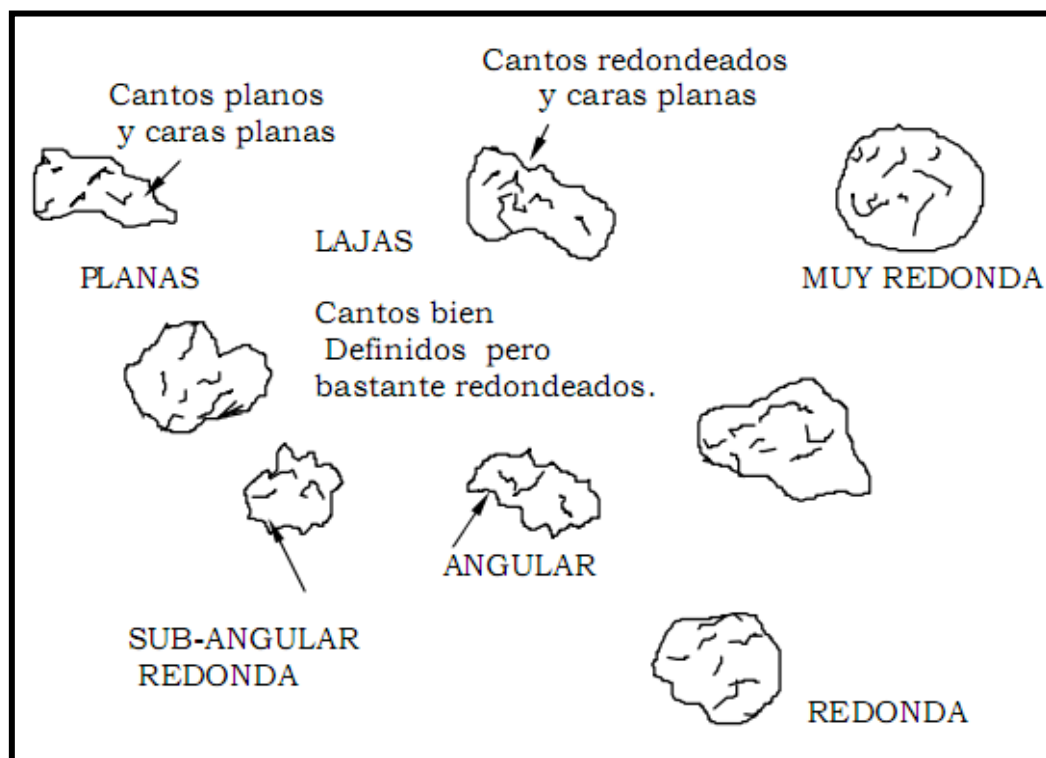 Cantos redondeados
y caras planas
Cantos planos
y caras planas
LAJAS
PLANAS
MUY REDONDA
Cantos bien
Definidos pero
bastante redondeados.
ANGULAR
SUB-ANGULAR
REDONDA
REDONDA